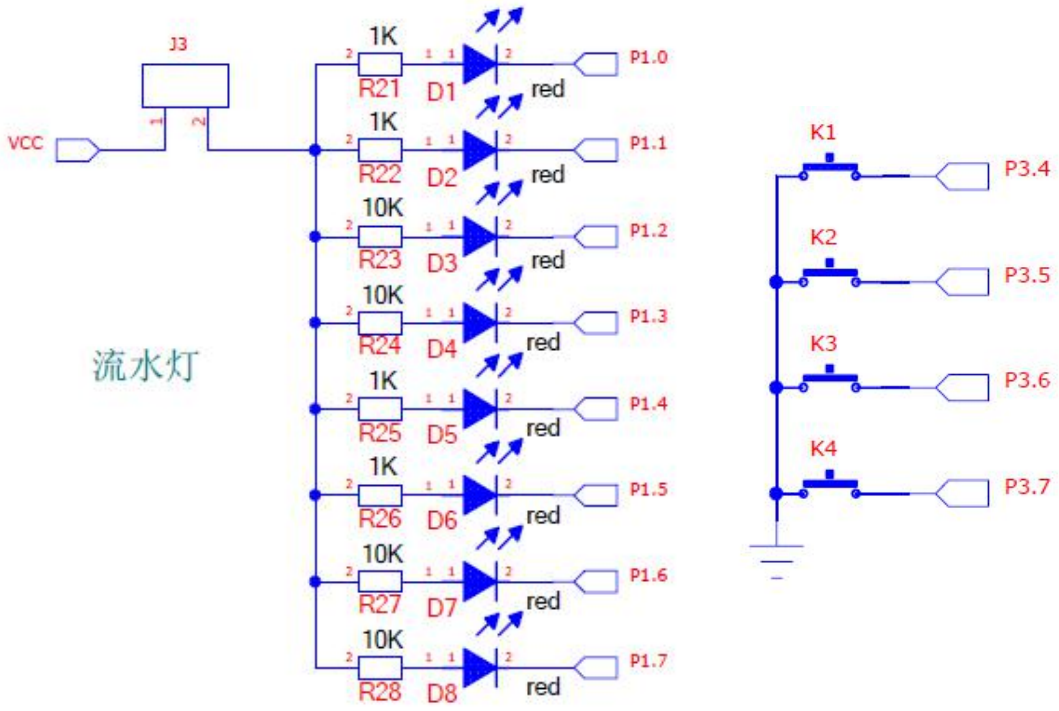 J3
1 2
VCC
1K
2 1 1 2 P1.0
R21 D1 red
1K
2 1 1 2 P1.1
R22 D2 red
10K
2 1 1 2 P1.2
R23 D3 red
10K
2 1 1 2 P1.3
R24 D4 red
流水灯
1K
2 1 1 2 P1.4
R25 D5 red
1K
2 1 1 2 P1.5
R26 D6 red
10K
2 1 1 2 P1.6
R27 D7 red
10K
2 1 1 2 P1.7
R28 D8 red
K1
P3.4
K2
P3.5
K3
P3.6
K4
P3.7